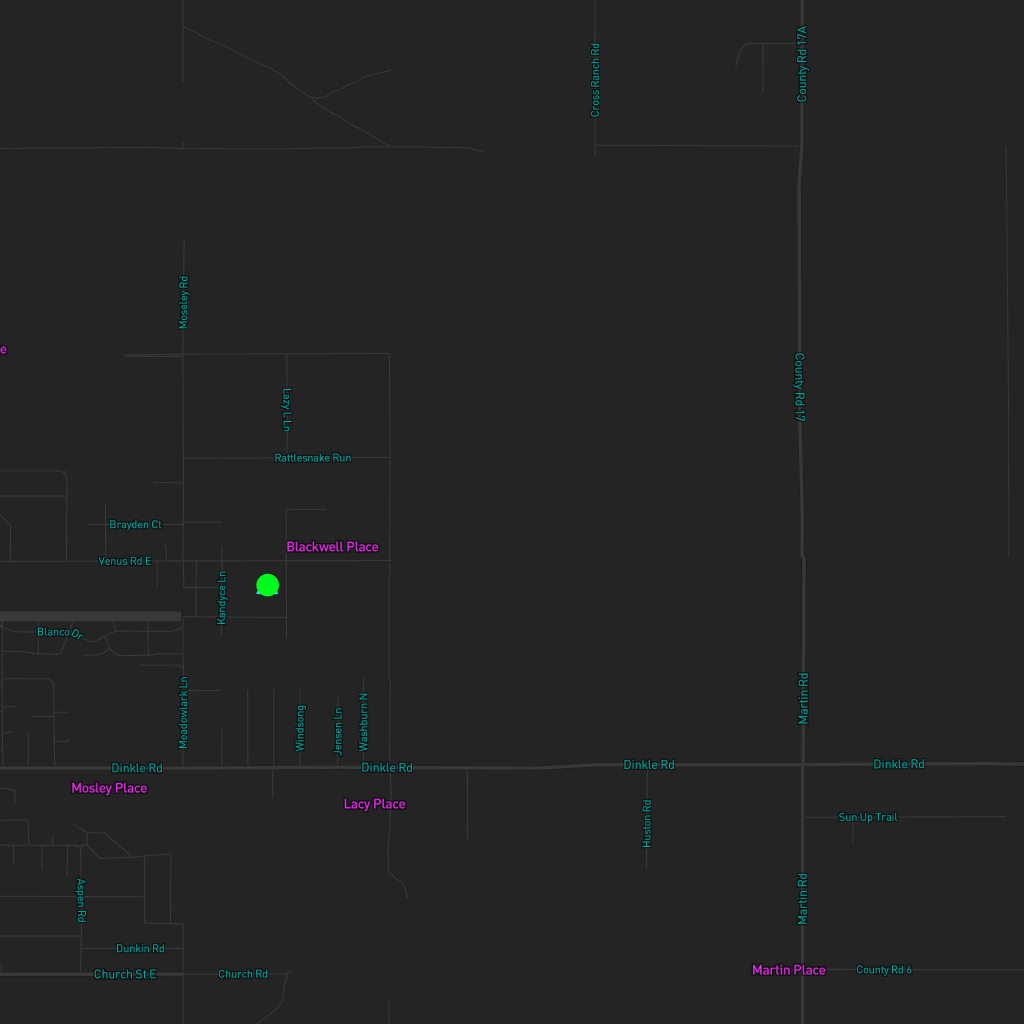 Cross Ranch Rd
County Rd 17A
Moseley Rd
e
Lazy L Ln
County Rd 17
Rattlesnake Run
Brayden Ct
Blackwell Place
Venus Rd E
Kandyce Ln
Blanco Dr
Meadowlark Ln
Windsong
Jensen Ln
Washburn N
Martin Rd
Dinkle Rd
Dinkle Rd
Dinkle Rd
Dinkle Rd
Mosley Place
Lacy Place
Huston Rd
Sun Up Trail
Aspen Rd
Martin Rd
Dunkin Rd
Church St E
Church Rd
Martin Place
County Rd 6